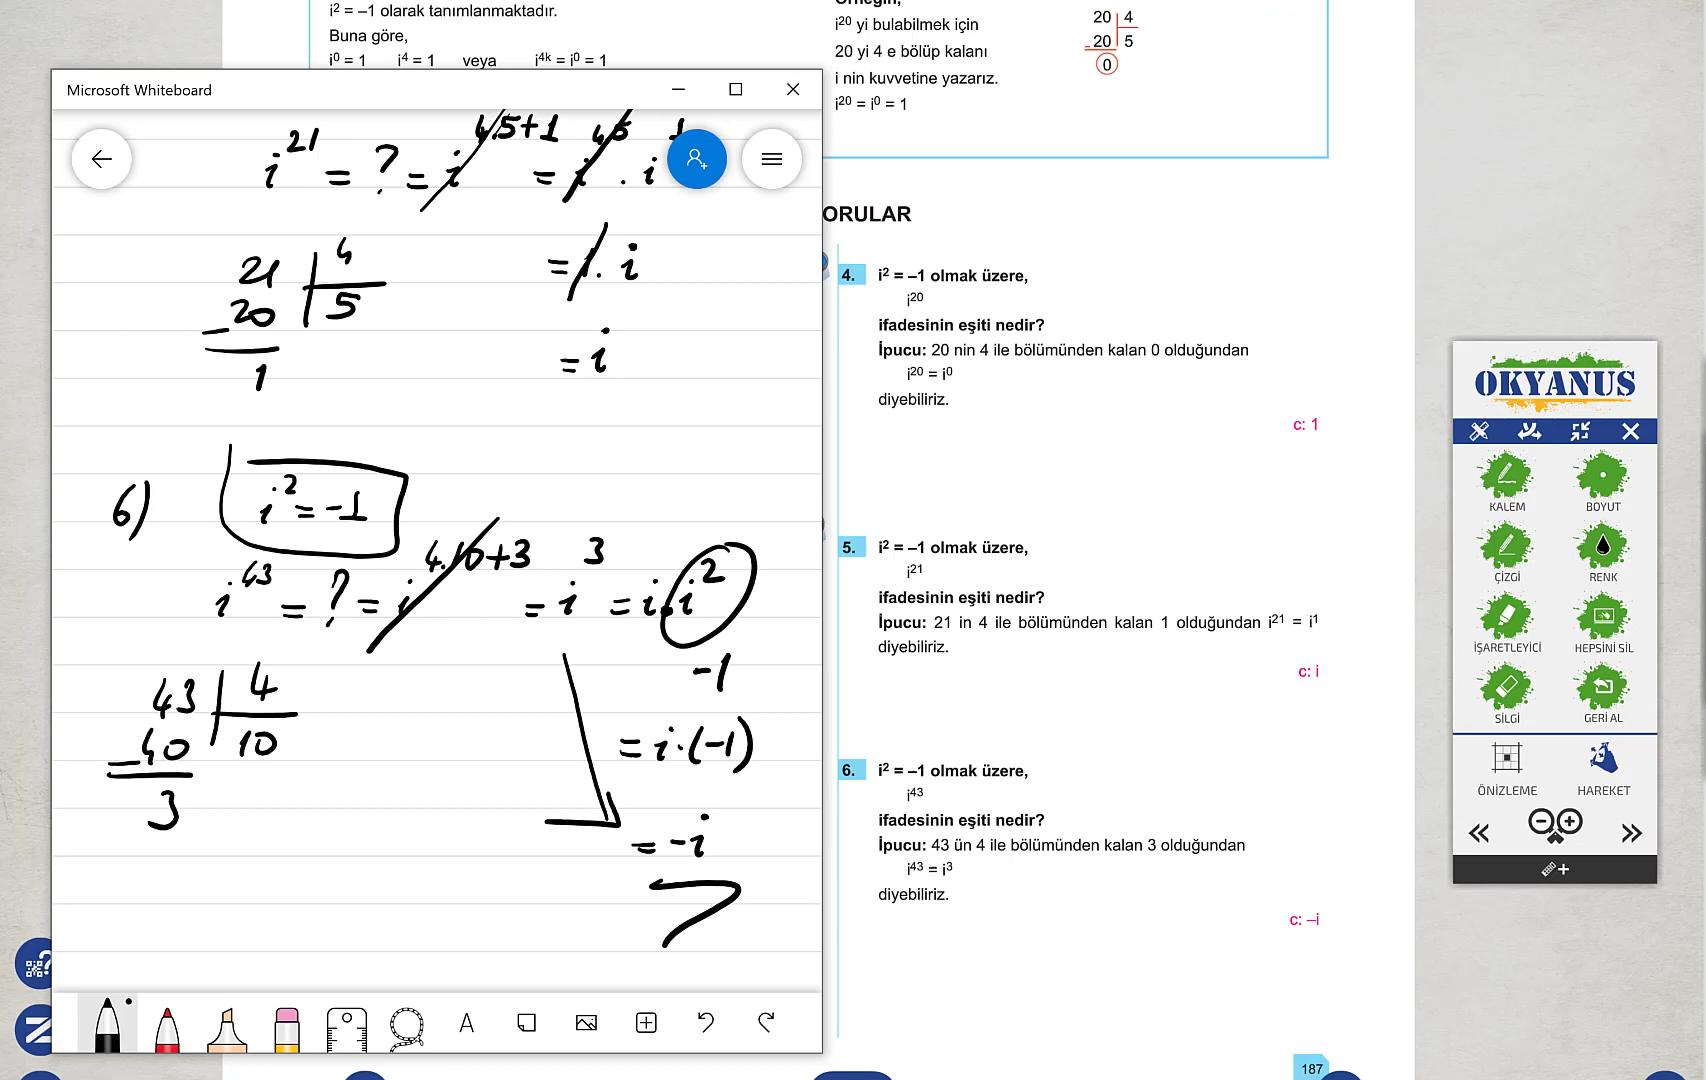 i² = –1 olarak tanımlanmaktadır.
Buna göre,
i⁰ = 1 i⁴ = 1 veya i⁴ᵏ = i⁰ = 1
Örneğin,
i²⁰ yi bulabilmek için
20 yi 4 e bölüp kalanı
i nin kuvvetine yazarız.
i²⁰ = i⁰ = 1
20 4
-20 5
0
Microsoft Whiteboard
i²¹ = ? = i⁴·⁵⁺¹ = i⁴·⁵ · i¹
= 1 · i
= i
21 4
- 20 5
1
6) i² = -1
i⁴³ = ? = i⁴·¹⁰⁺³ = i³ = i · i²
-1
= i·(-1)
= -i
43 4
- 40 10
3
A
ORULAR
4. i² = –1 olmak üzere,
i²⁰
ifadesinin eşiti nedir?
İpucu: 20 nin 4 ile bölümünden kalan 0 olduğundan
i²⁰ = i⁰
diyebiliriz.
c: 1
5. i² = –1 olmak üzere,
i²¹
ifadesinin eşiti nedir?
İpucu: 21 in 4 ile bölümünden kalan 1 olduğundan i²¹ = i¹
diyebiliriz.
c: i
6. i² = –1 olmak üzere,
i⁴³
ifadesinin eşiti nedir?
İpucu: 43 ün 4 ile bölümünden kalan 3 olduğundan
i⁴³ = i³
diyebiliriz.
c: –i
187
OKYANUS
KALEM BOYUT
ÇİZGİ RENK
İŞARETLEYİCİ HEPSİNİ SİL
SİLGİ GERİ AL
ÖNİZLEME HAREKET